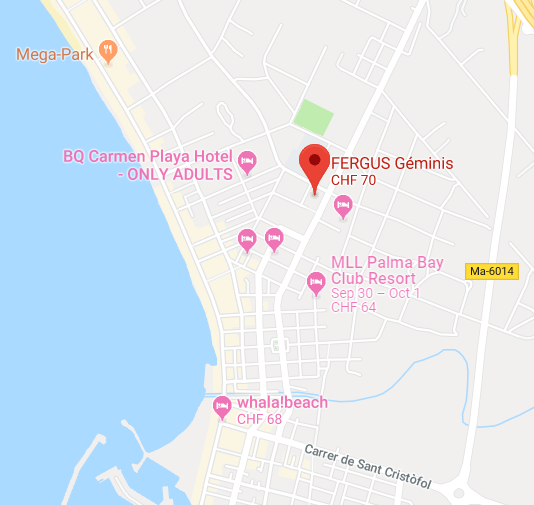 Mega-Park
BQ Carmen Playa Hotel
- ONLY ADULTS
FERGUS Géminis
CHF 70
MLL Palma Bay
Club Resort
Sep 30 – Oct 1
CHF 64
Ma-6014
whala!beach
CHF 68
Carrer de Sant Cristòfol